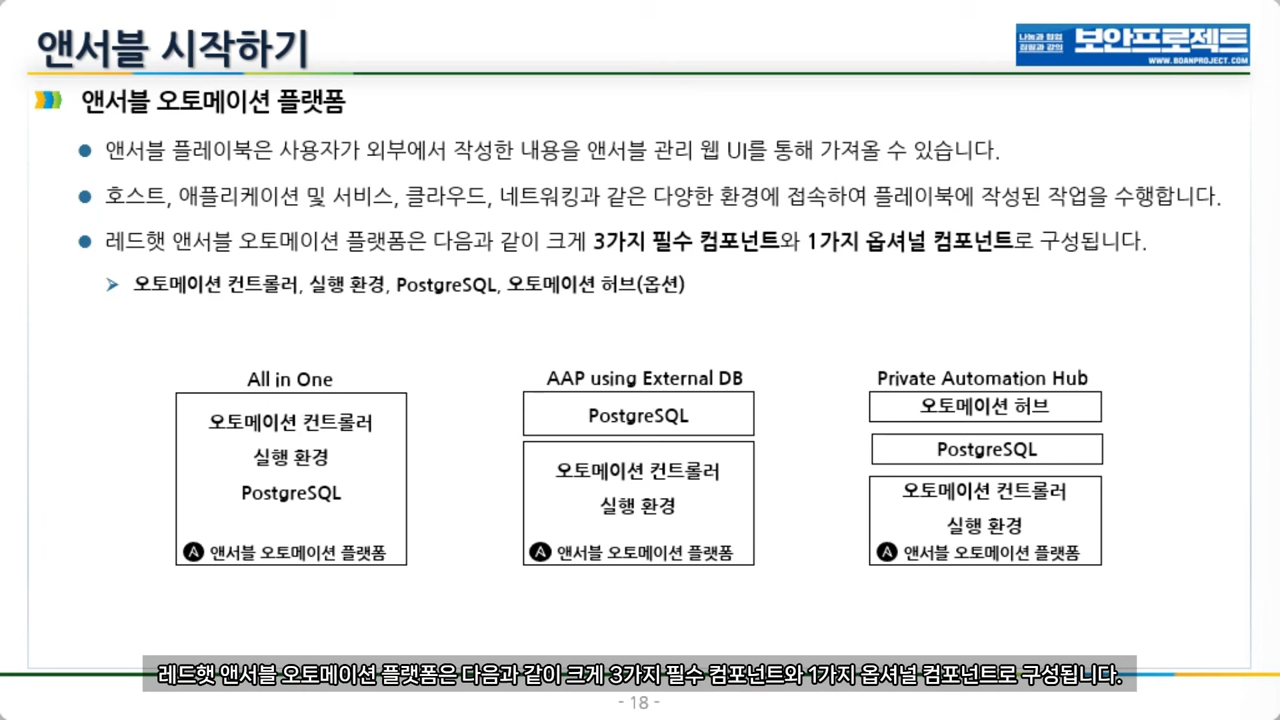 앤서블 시작하기
나눔과 협업
집필과 강의
보안프로젝트
WWW.BOANPROJECT.COM
앤서블 오토메이션 플랫폼
앤서블 플레이북은 사용자가 외부에서 작성한 내용을 앤서블 관리 웹 UI를 통해 가져올 수 있습니다.
호스트, 애플리케이션 및 서비스, 클라우드, 네트워킹과 같은 다양한 환경에 접속하여 플레이북에 작성된 작업을 수행합니다.
레드햇 앤서블 오토메이션 플랫폼은 다음과 같이 크게 3가지 필수 컴포넌트와 1가지 옵셔널 컴포넌트로 구성됩니다.
오토메이션 컨트롤러, 실행 환경, PostgreSQL, 오토메이션 허브(옵션)
All in One
오토메이션 컨트롤러
실행 환경
PostgreSQL
A 앤서블 오토메이션 플랫폼
AAP using External DB
PostgreSQL
오토메이션 컨트롤러
실행 환경
A 앤서블 오토메이션 플랫폼
Private Automation Hub
오토메이션 허브
PostgreSQL
오토메이션 컨트롤러
실행 환경
A 앤서블 오토메이션 플랫폼
레드햇 앤서블 오토메이션 플랫폼은 다음과 같이 크게 3가지 필수 컴포넌트와 1가지 옵셔널 컴포넌트로 구성됩니다.
- 18 -